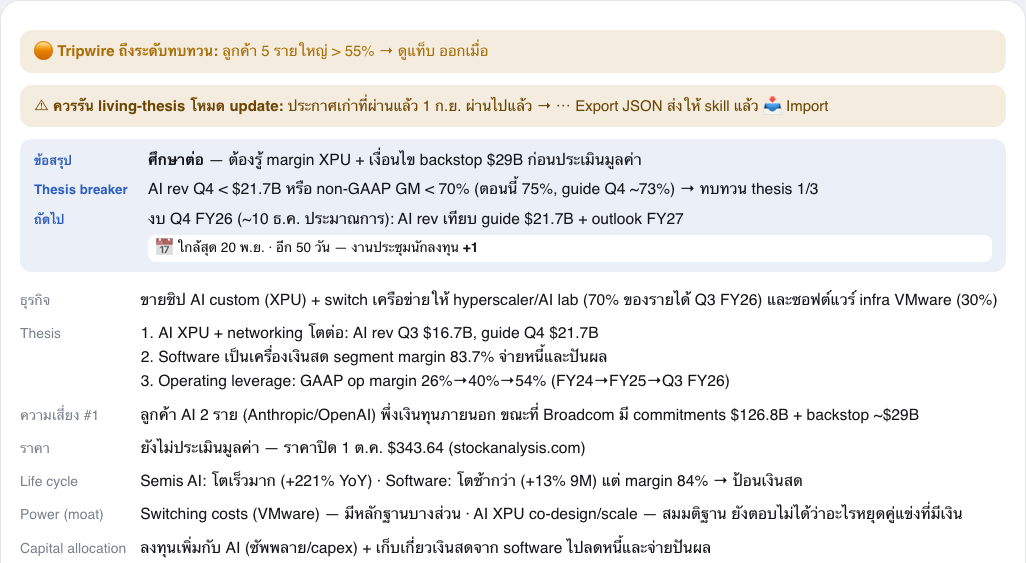 🟠 Tripwire ถึงระดับทบทวน: ลูกค้า 5 รายใหญ่ > 55% → ดูแท็บ ออกเมื่อ
⚠ ควรรัน living-thesis โหมด update: ประกาศเก่าที่ผ่านแล้ว 1 ก.ย. ผ่านไปแล้ว → ⋯ Export JSON ส่งให้ skill แล้ว 📥 Import
ข้อสรุป ศึกษาต่อ — ต้องรู้ margin XPU + เงื่อนไข backstop $29B ก่อนประเมินมูลค่า
Thesis breaker AI rev Q4 < $21.7B หรือ non-GAAP GM < 70% (ตอนนี้ 75%, guide Q4 ~73%) → ทบทวน thesis 1/3
ถัดไป งบ Q4 FY26 (~10 ธ.ค. ประมาณการ): AI rev เทียบ guide $21.7B + outlook FY27
📅 ใกล้สุด 20 พ.ย. · อีก 50 วัน — งานประชุมนักลงทุน +1
ธุรกิจ ขายชิป AI custom (XPU) + switch เครือข่ายให้ hyperscaler/AI lab (70% ของรายได้ Q3 FY26) และซอฟต์แวร์ infra VMware (30%)
Thesis 1. AI XPU + networking โตต่อ: AI rev Q3 $16.7B, guide Q4 $21.7B
2. Software เป็นเครื่องเงินสด segment margin 83.7% จ่ายหนี้และปันผล
3. Operating leverage: GAAP op margin 26%→40%→54% (FY24→FY25→Q3 FY26)
ความเสี่ยง #1 ลูกค้า AI 2 ราย (Anthropic/OpenAI) พึ่งเงินทุนภายนอก ขณะที่ Broadcom มี commitments $126.8B + backstop ~$29B
ราคา ยังไม่ประเมินมูลค่า — ราคาปิด 1 ต.ค. $343.64 (stockanalysis.com)
Life cycle Semis AI: โตเร็วมาก (+221% YoY) · Software: โตช้ากว่า (+13% 9M) แต่ margin 84% → ป้อนเงินสด
Power (moat) Switching costs (VMware) — มีหลักฐานบางส่วน · AI XPU co-design/scale — สมมติฐาน ยังตอบไม่ได้ว่าอะไรหยุดคู่แข่งที่มีเงิน
Capital allocation ลงทุนเพิ่มกับ AI (ซัพพลาย/capex) + เก็บเกี่ยวเงินสดจาก software ไปลดหนี้และจ่ายปันผล